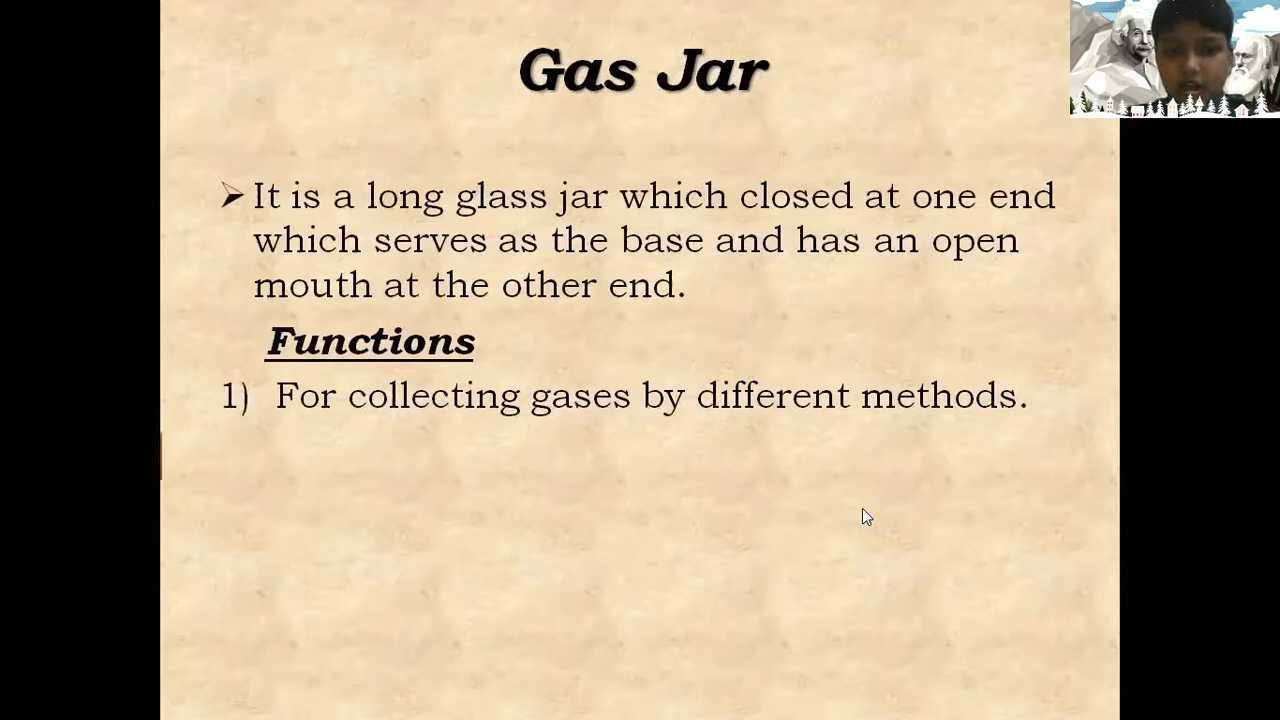 Gas Jar
It is a long glass jar which closed at one end
which serves as the base and has an open
mouth at the other end.
Functions
1) For collecting gases by different methods.